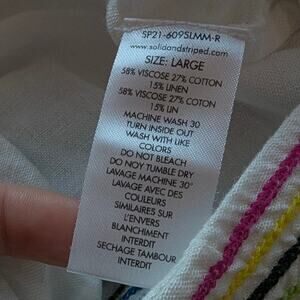 SP21-609SLMM-R
www.solidandstriped.com
SIZE: LARGE
58% VISCOSE 27% COTTON
15% LINEN
58% VISCOSE 27% COTTON
15% LIN
MACHINE WASH 30
TURN INSIDE OUT
WASH WITH LIKE
COLORS
DO NOT BLEACH
DO NOY TUMBLE DRY
LAVAGE MACHINE 30°
LAVAGE AVEC DES
COULEURS
SIMILAIRES SUR
L'ENVERS
BLANCHIMENT
INTERDIT
SECHAGE TAMBOUR
INTERDIT